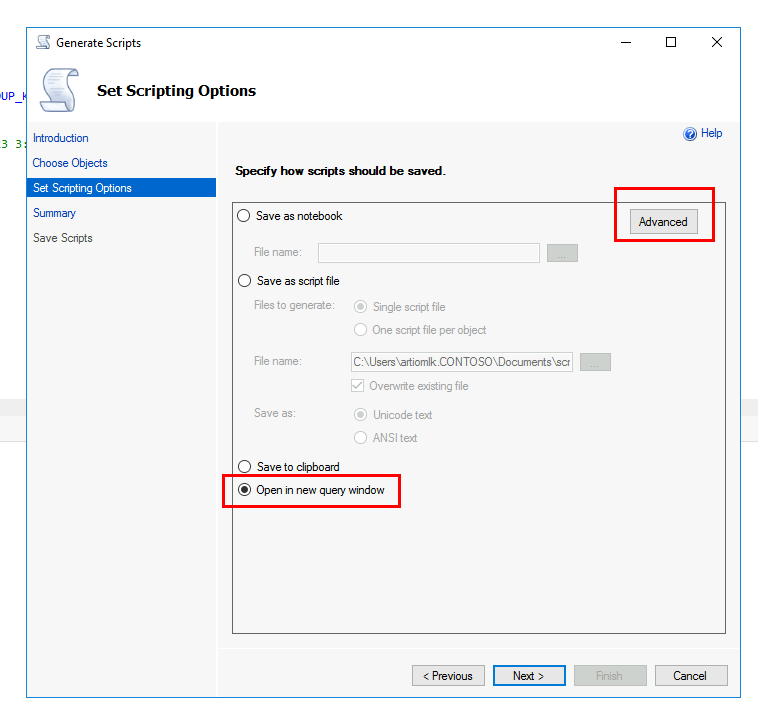 Generate Scripts
Set Scripting Options
Introduction
Choose Objects
Set Scripting Options
Summary
Save Scripts
Help
Specify how scripts should be saved.
Save as notebook
Advanced
File name:
...
Save as script file
Files to generate:
Single script file
One script file per object
File name:
C:\Users\artiomlk.CONTOSO\Documents\scr
...
Overwrite existing file
Save as:
Unicode text
ANSI text
Save to clipboard
Open in new query window
< Previous
Next >
Finish
Cancel